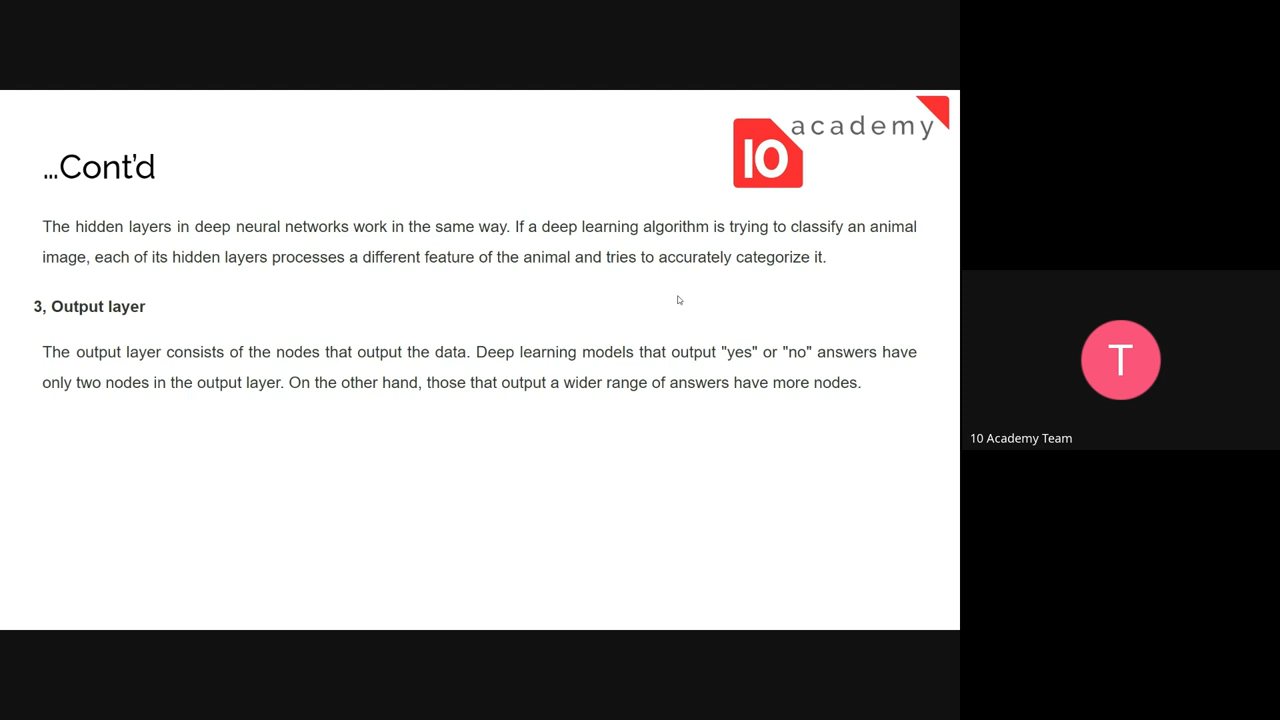 academy
10
...Cont'd
The hidden layers in deep neural networks work in the same way. If a deep learning algorithm is trying to classify an animal
image, each of its hidden layers processes a different feature of the animal and tries to accurately categorize it.
3, Output layer
The output layer consists of the nodes that output the data. Deep learning models that output "yes" or "no" answers have
only two nodes in the output layer. On the other hand, those that output a wider range of answers have more nodes.
T
10 Academy Team